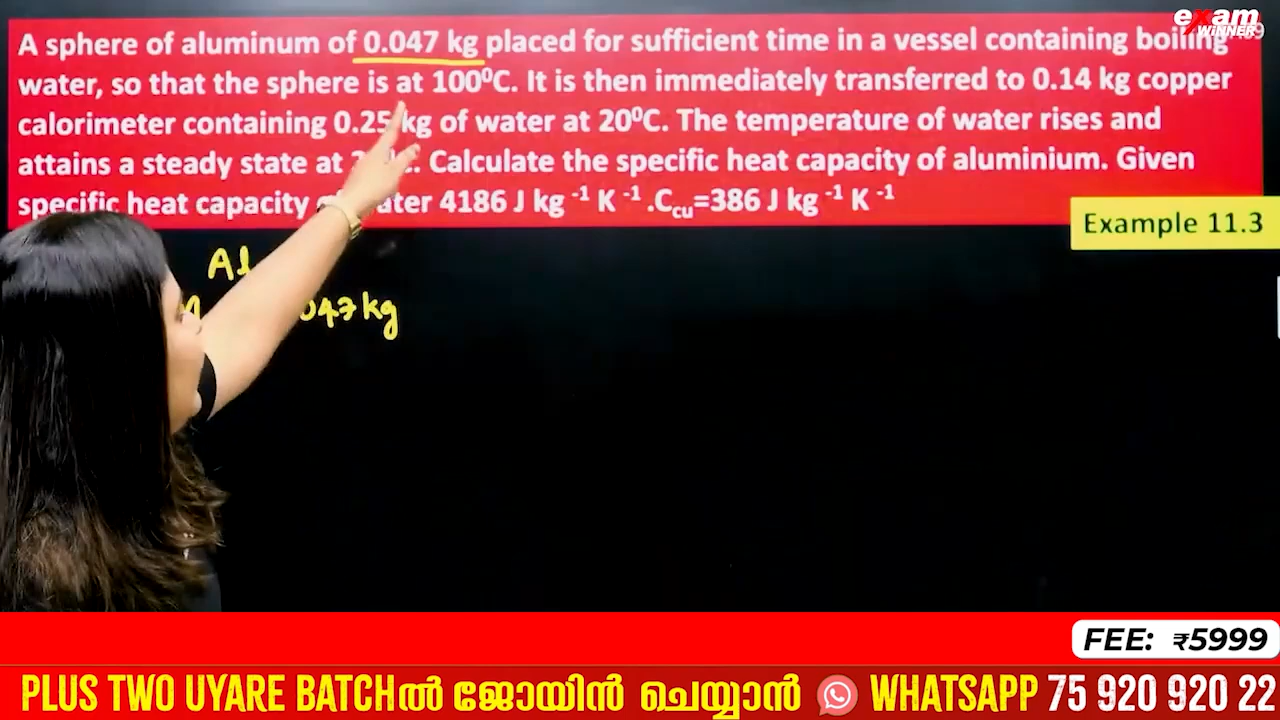 exam
WiNNER
A sphere of aluminum of 0.047 kg placed for sufficient time in a vessel containing boiling
water, so that the sphere is at 100⁰C. It is then immediately transferred to 0.14 kg copper
calorimeter containing 0.25 kg of water at 20⁰C. The temperature of water rises and
attains a steady state at Calculate the specific heat capacity of aluminium. Given
specific heat capacity water 4186 J kg ⁻¹ K ⁻¹ .Ccu=386 J kg ⁻¹ K ⁻¹
Example 11.3
Al
047 kg
FEE: ₹5999
PLUS TWO UYARE BATCHൽ ജോയിൻ ചെയ്യാൻ WHATSAPP 75 920 920 22